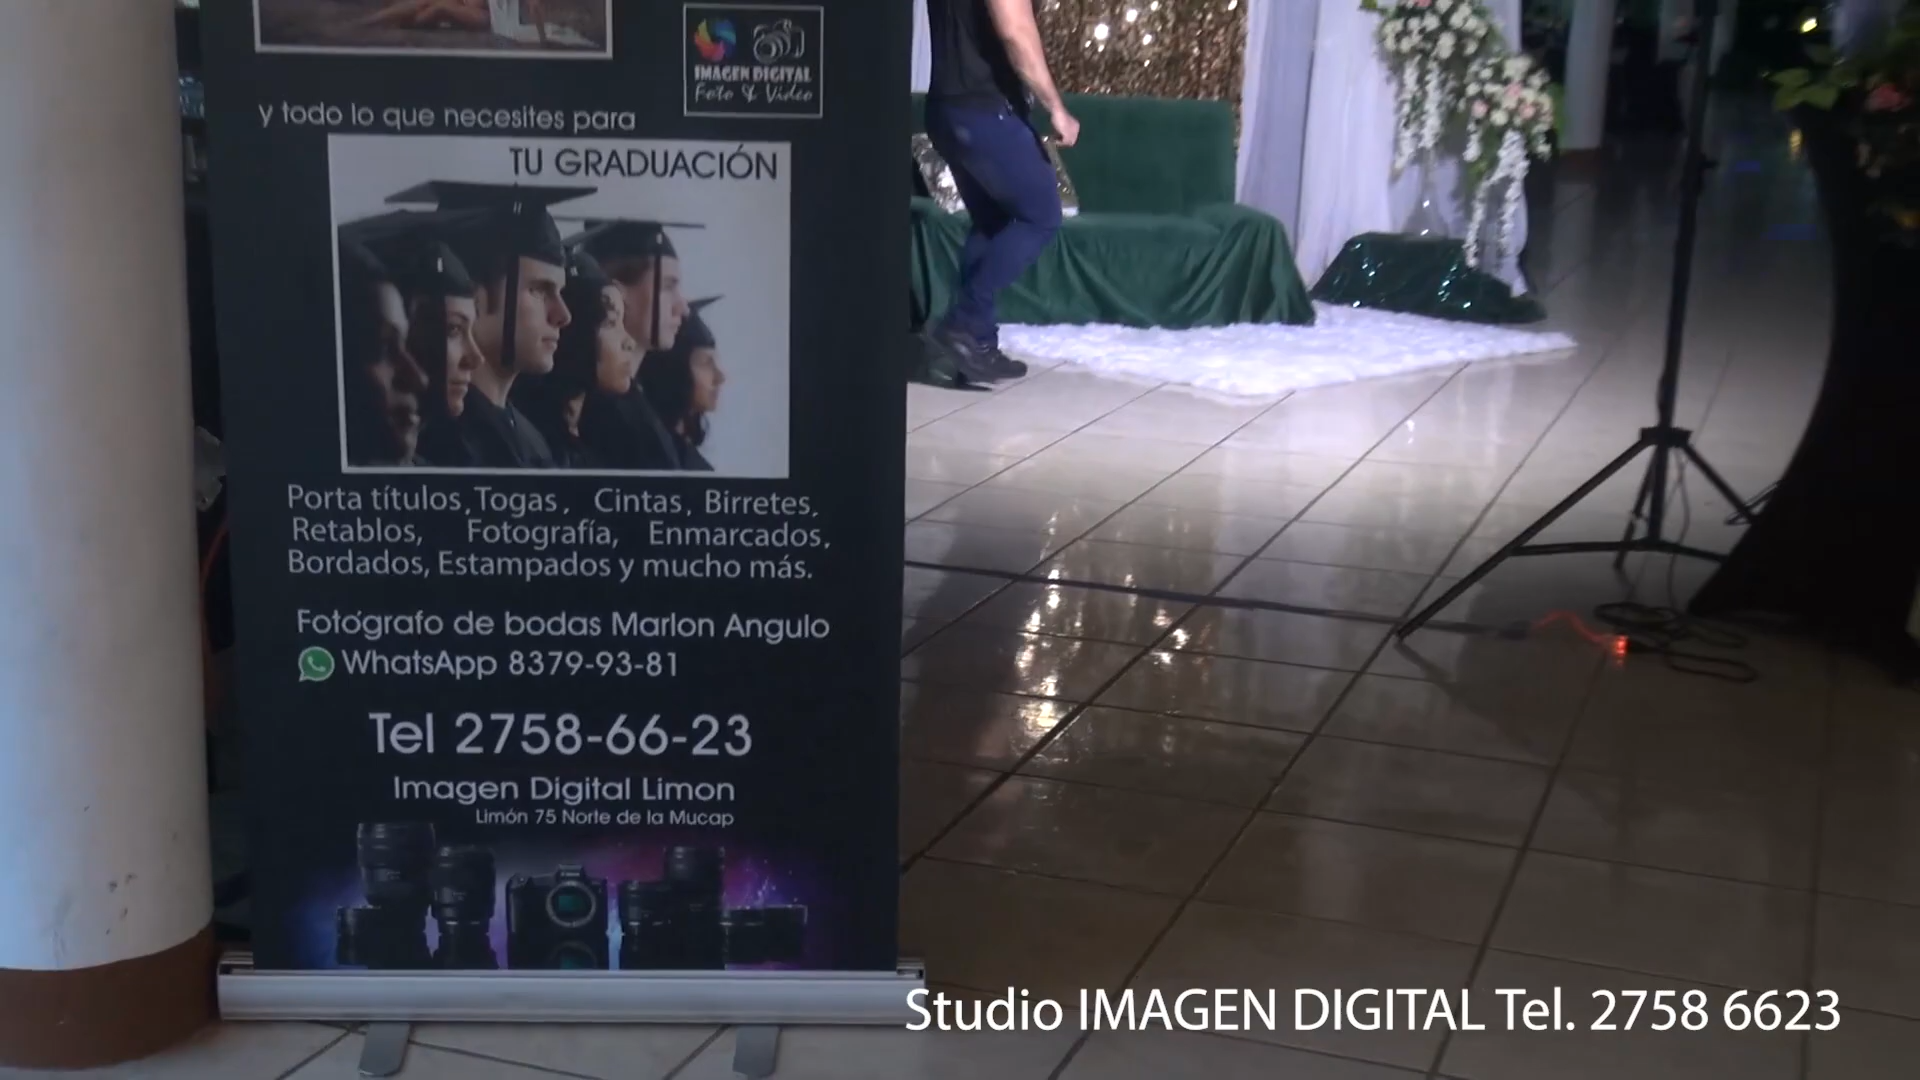 IMAGEN DIGITAL
Foto & Video
y todo lo que necesites para
TU GRADUACIÓN
Porta títulos, Togas, Cintas, Birretes,
Retablos, Fotografía, Enmarcados,
Bordados, Estampados y mucho más.
Fotógrafo de bodas Marlon Angulo
WhatsApp 8379-93-81
Tel 2758-66-23
Imagen Digital Limon
Limón 75 Norte de la Mucap
Studio IMAGEN DIGITAL Tel. 2758 6623